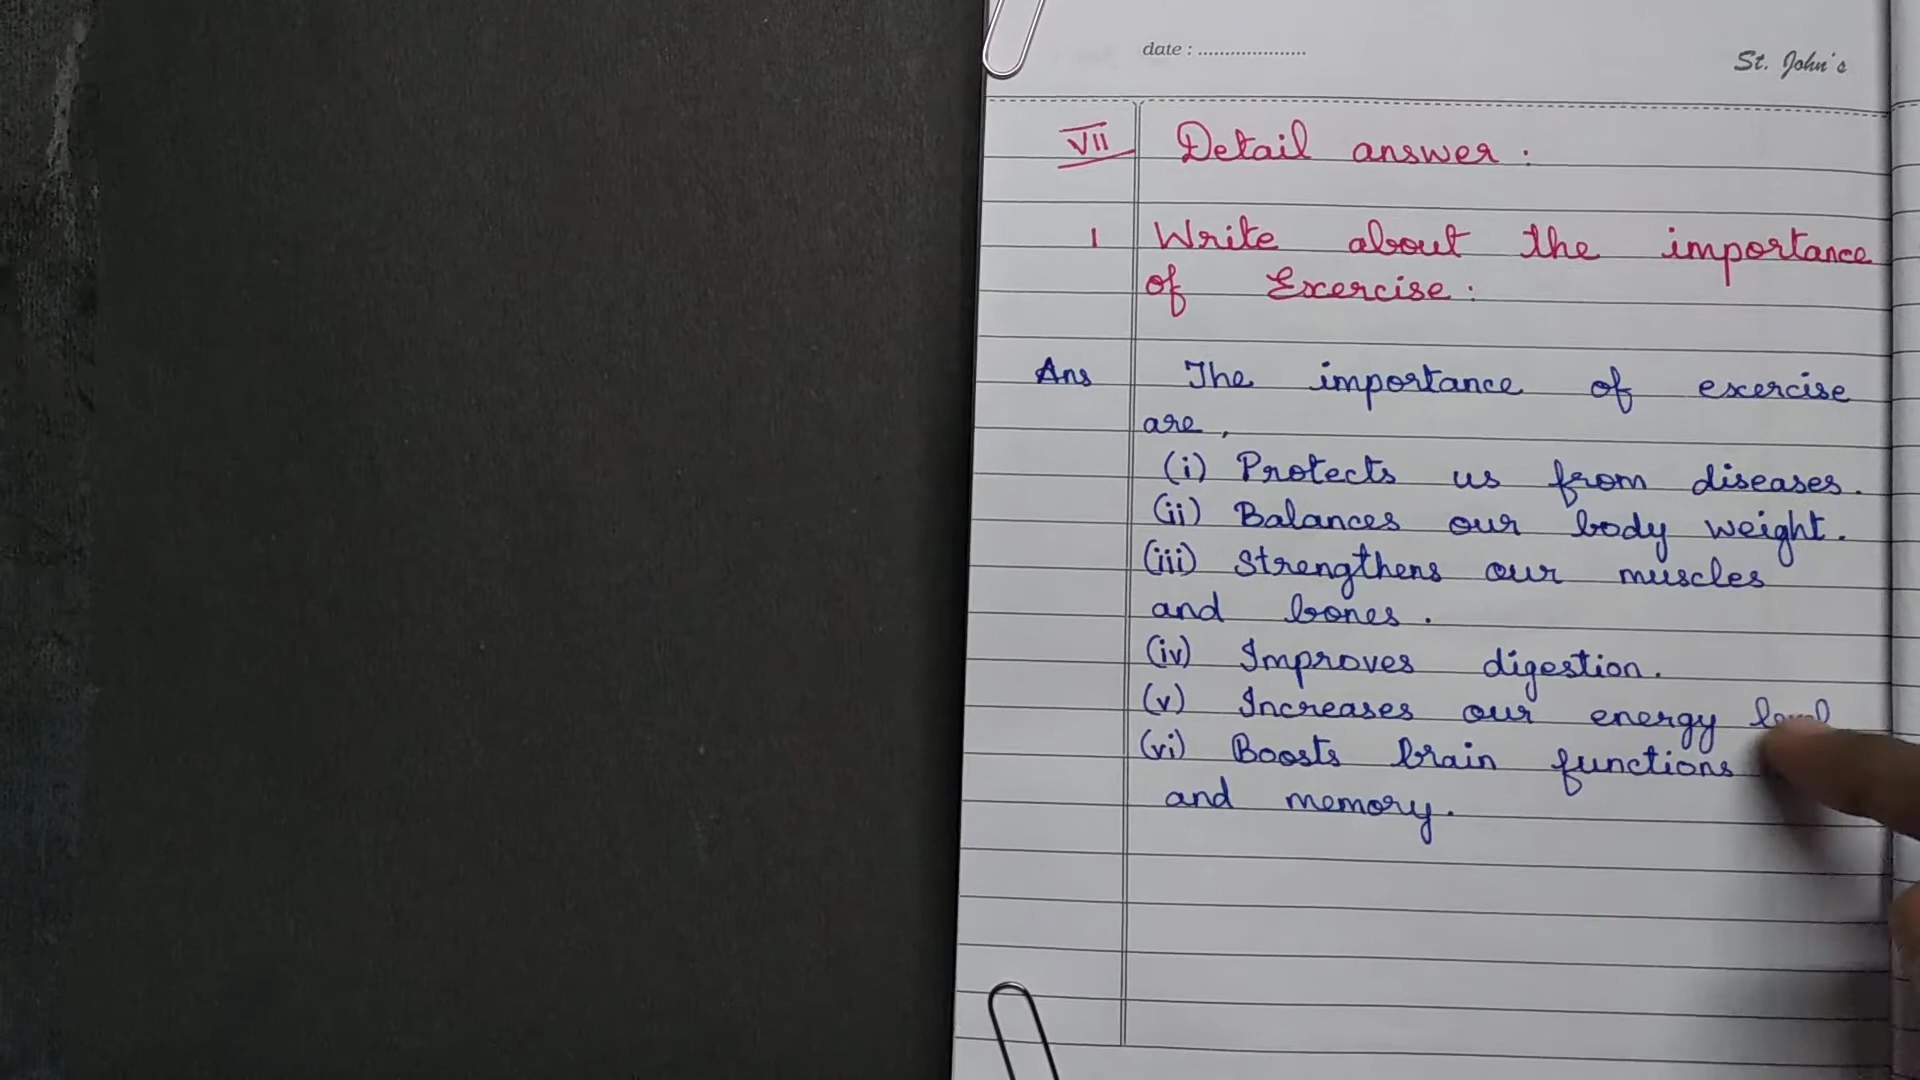 date : ....................
St. John's
VII Detail answer :
1 Write about the importance
of Exercise :
Ans The importance of exercise
are,
(i) Protects us from diseases.
(ii) Balances our body weight.
(iii) Strengthens our muscles
and bones.
(iv) Improves digestion.
(v) Increases our energy level
(vi) Boosts brain functions
and memory.